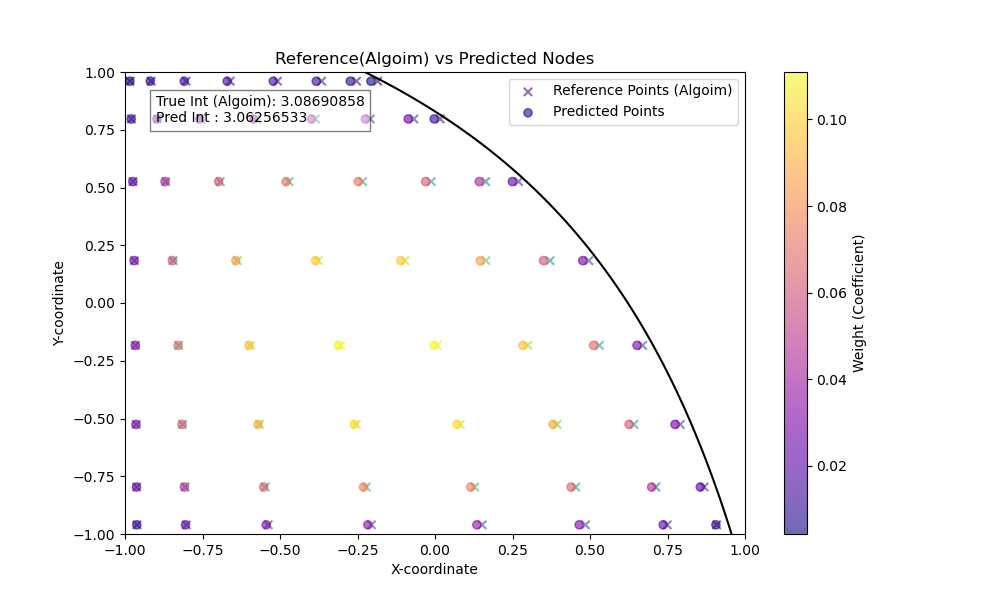 Reference(Algoim) vs Predicted Nodes
True Int (Algoim): 3.08690858
Pred Int : 3.06256533
Reference Points (Algoim)
Predicted Points
1.00
0.75
0.50
0.25
0.00
−0.25
−0.50
−0.75
−1.00
Y-coordinate
−1.00
−0.75
−0.50
−0.25
0.00
0.25
0.50
0.75
1.00
X-coordinate
0.10
0.08
0.06
0.04
0.02
Weight (Coefficient)